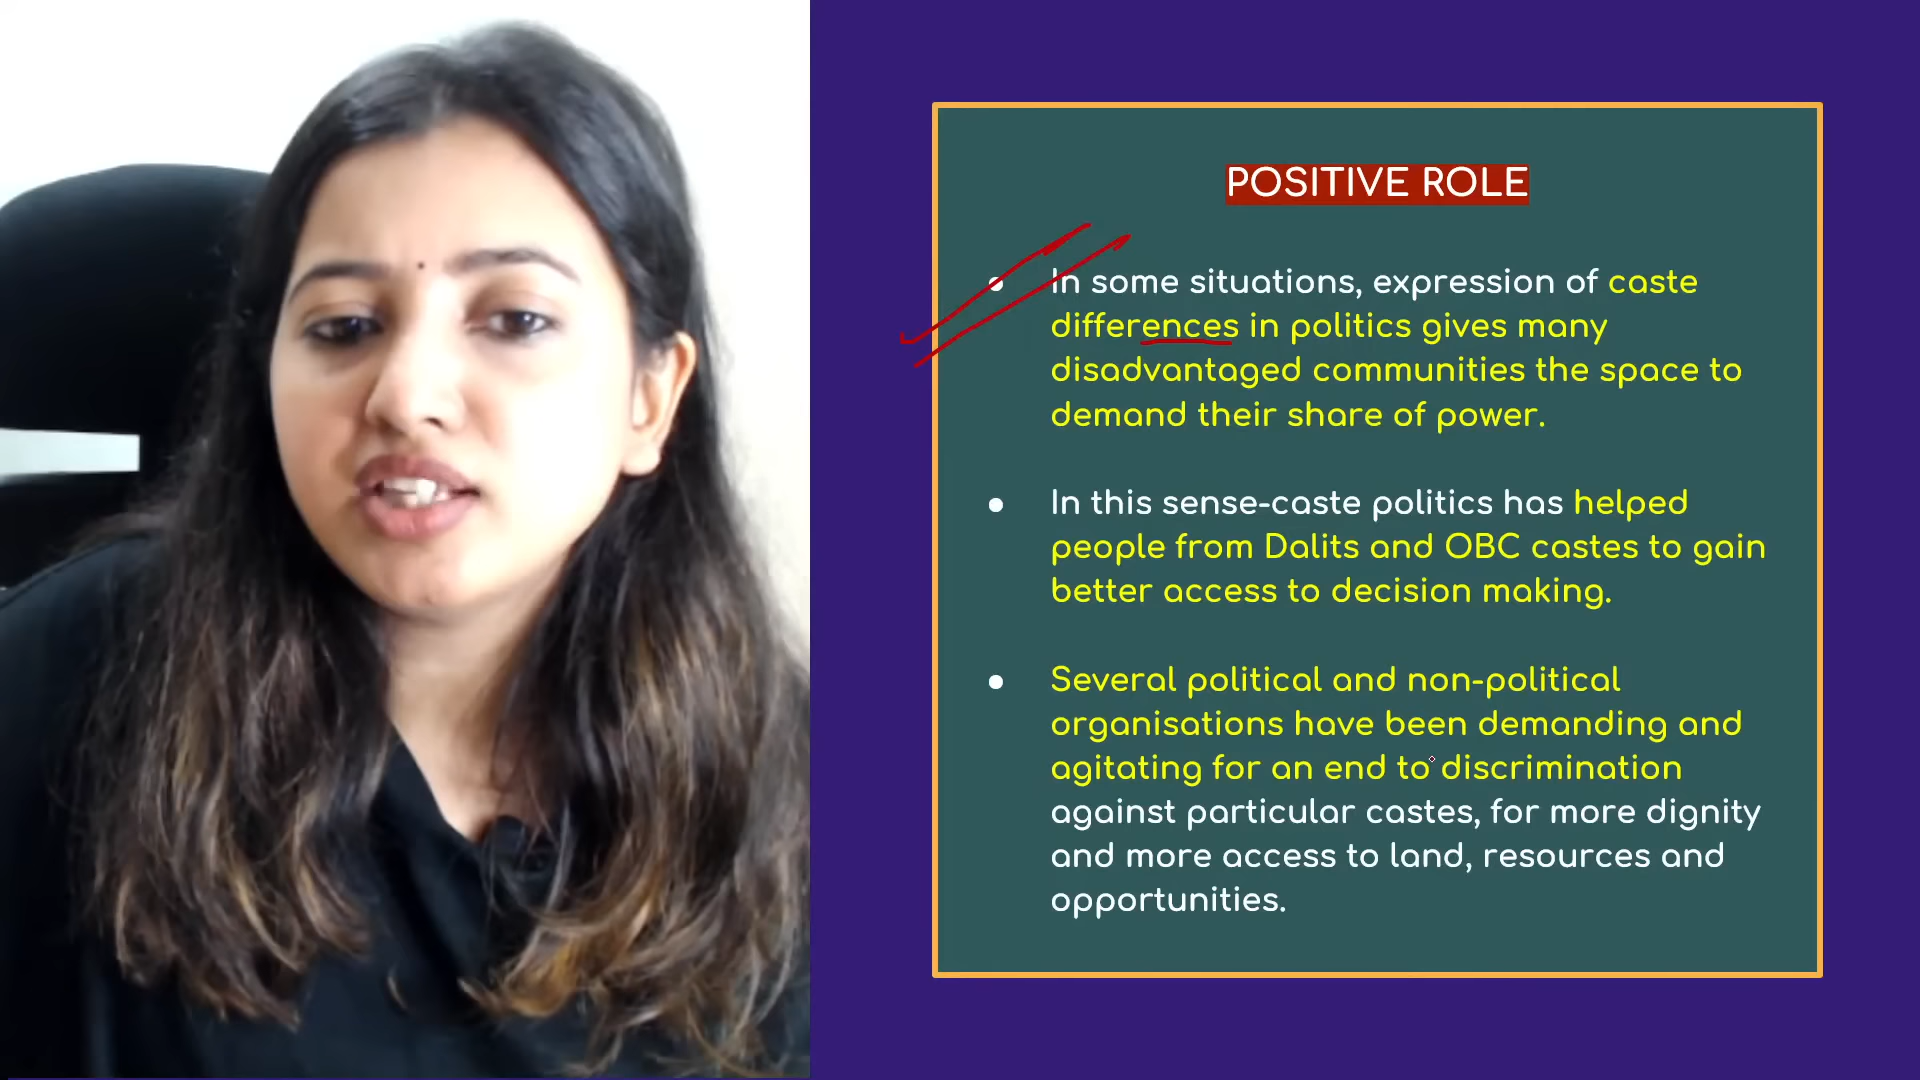 POSITIVE ROLE
● In some situations, expression of caste
differences in politics gives many
disadvantaged communities the space to
demand their share of power.
● In this sense-caste politics has helped
people from Dalits and OBC castes to gain
better access to decision making.
● Several political and non-political
organisations have been demanding and
agitating for an end to discrimination
against particular castes, for more dignity
and more access to land, resources and
opportunities.